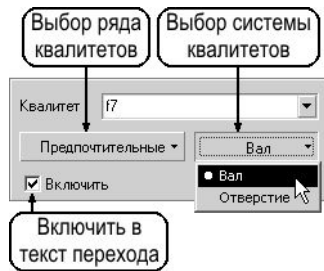 Выбор ряда
квалитетов
Выбор системы
квалитетов
Квалитет f7
Предпочтительные Вал
Включить
Вал
Отверстие
Включить в
текст перехода